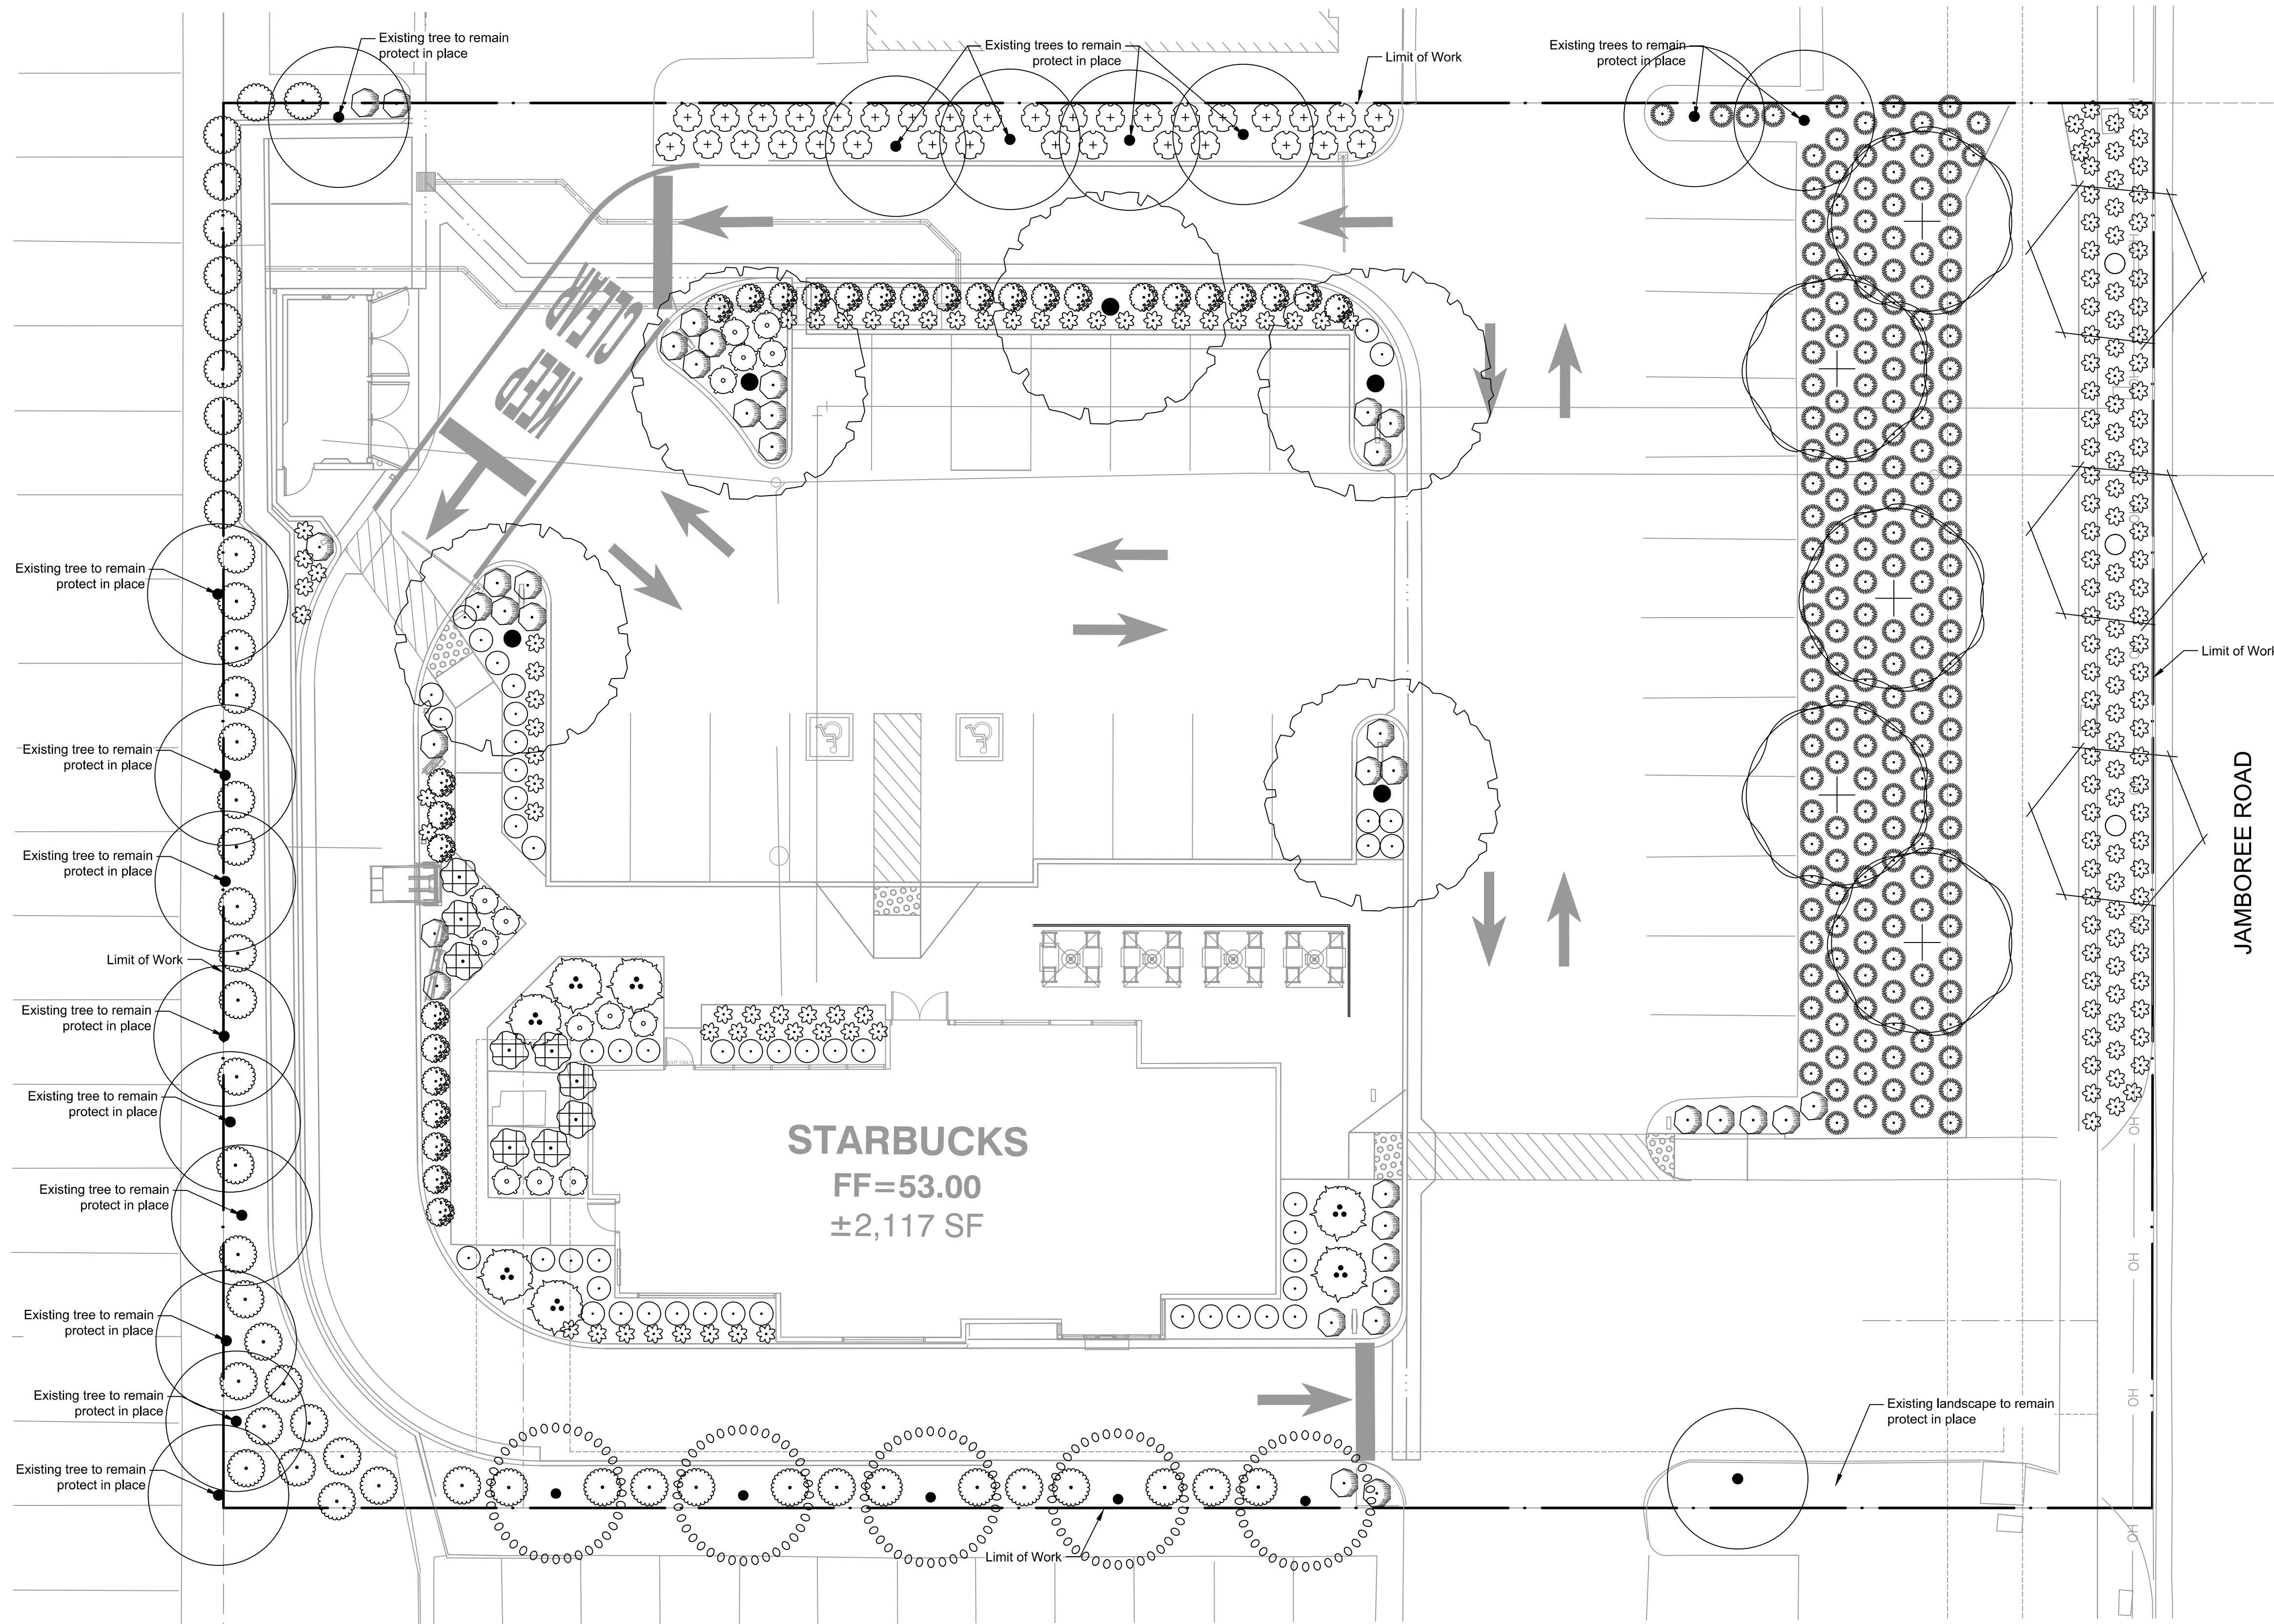 Existing tree to remain
protect in place
Existing trees to remain
protect in place
Limit of Work
Existing trees to remain
protect in place
KEEP
CLEAR
Existing tree to remain
protect in place
Limit of Work
Existing tree to remain
protect in place
JAMBOREE ROAD
Existing tree to remain
protect in place
Limit of Work
Existing tree to remain
protect in place
EXIT ONLY
Existing tree to remain
protect in place
STARBUCKS
FF=53.00
±2,117 SF
Existing tree to remain
protect in place
Existing tree to remain
protect in place
Existing tree to remain
protect in place
Existing landscape to remain
protect in place
Existing tree to remain
protect in place
Limit of Work
OH
OH
OH
OH